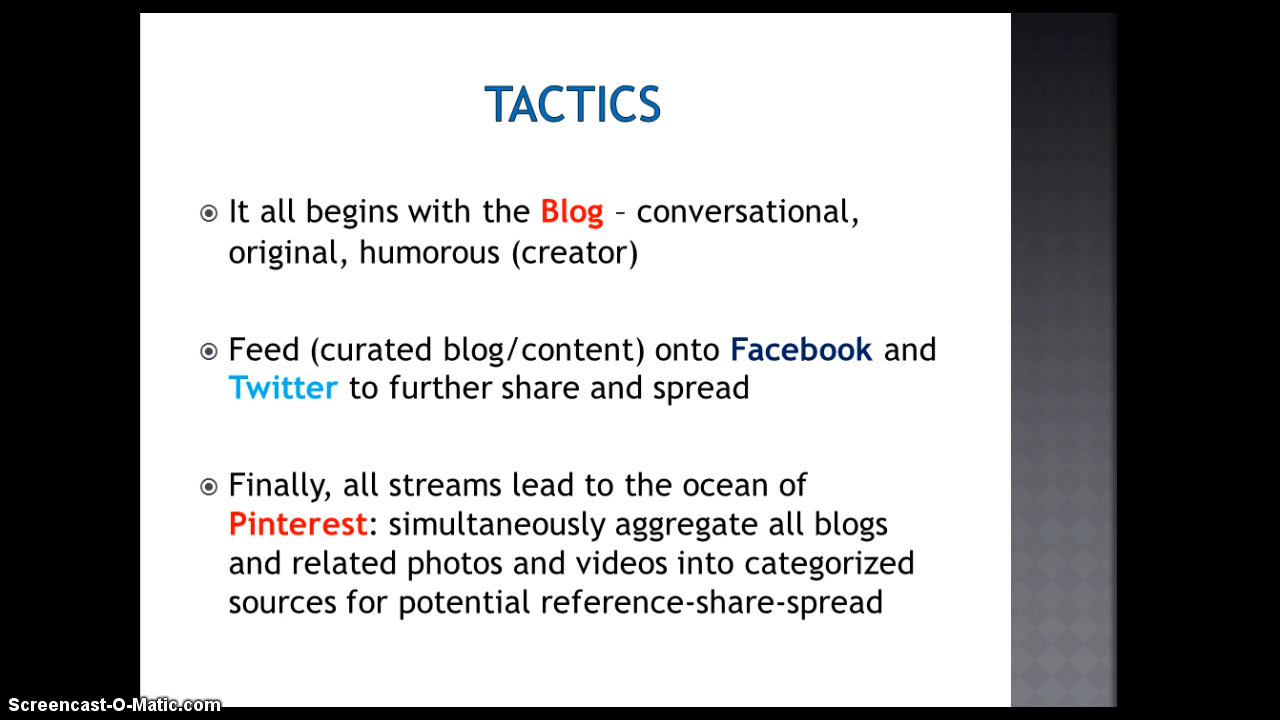 TACTICS
It all begins with the Blog – conversational,
original, humorous (creator)
Feed (curated blog/content) onto Facebook and
Twitter to further share and spread
Finally, all streams lead to the ocean of
Pinterest: simultaneously aggregate all blogs
and related photos and videos into categorized
sources for potential reference-share-spread
Screencast-O-Matic.com